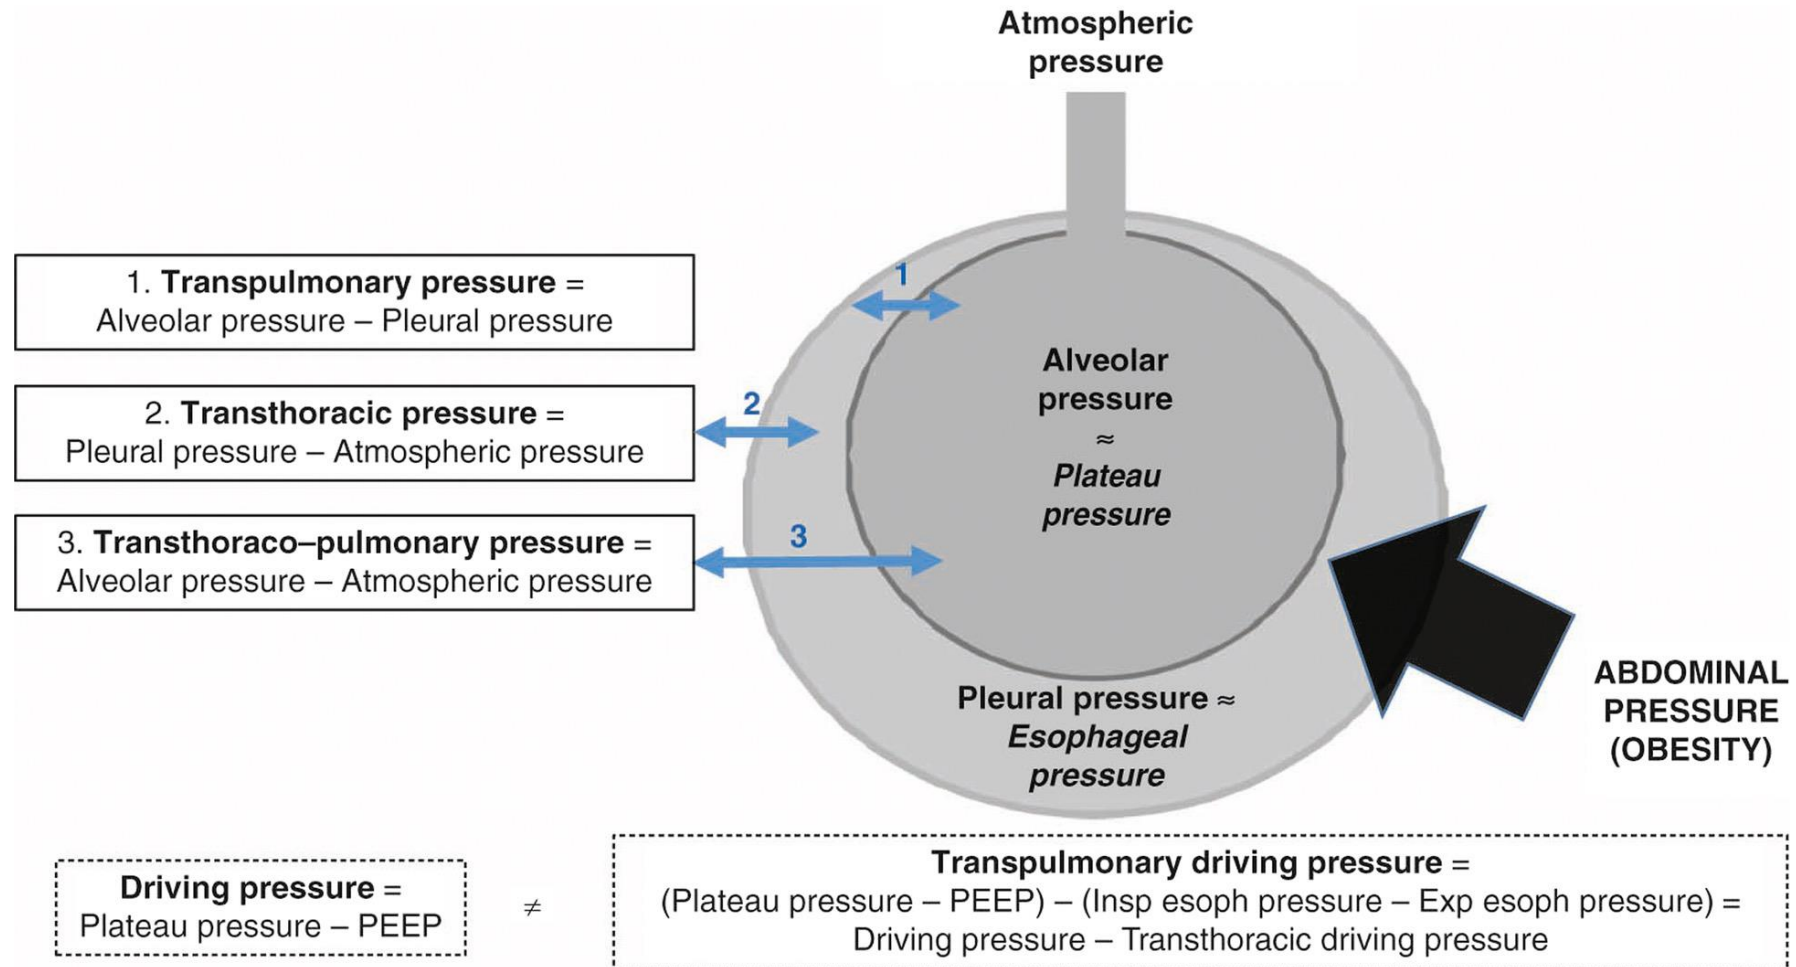 Atmospheric
pressure
1. Transpulmonary pressure =
Alveolar pressure – Pleural pressure
2. Transthoracic pressure =
Pleural pressure – Atmospheric pressure
3. Transthoraco–pulmonary pressure =
Alveolar pressure – Atmospheric pressure
1
2
3
Alveolar
pressure
≈
Plateau
pressure
Pleural pressure ≈
Esophageal
pressure
ABDOMINAL
PRESSURE
(OBESITY)
Driving pressure =
Plateau pressure – PEEP
≠
Transpulmonary driving pressure =
(Plateau pressure – PEEP) – (Insp esoph pressure – Exp esoph pressure) =
Driving pressure – Transthoracic driving pressure